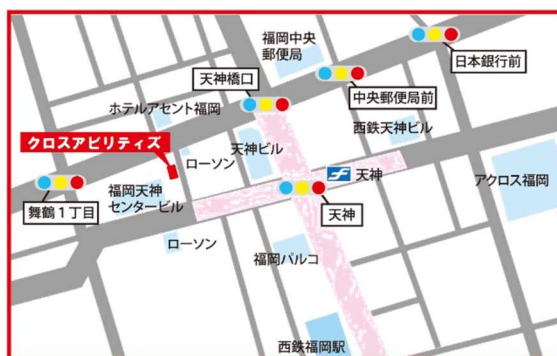 福岡中央
郵便局
日本銀行前
天神橋口
中央郵便局前
ホテルアセント福岡
西鉄天神ビル
クロスアビリティズ
天神ビル
ローソン
天神
アクロス福岡
舞鶴1丁目
福岡天神
センタービル
天神
ローソン
福岡パルコ
西鉄福岡駅